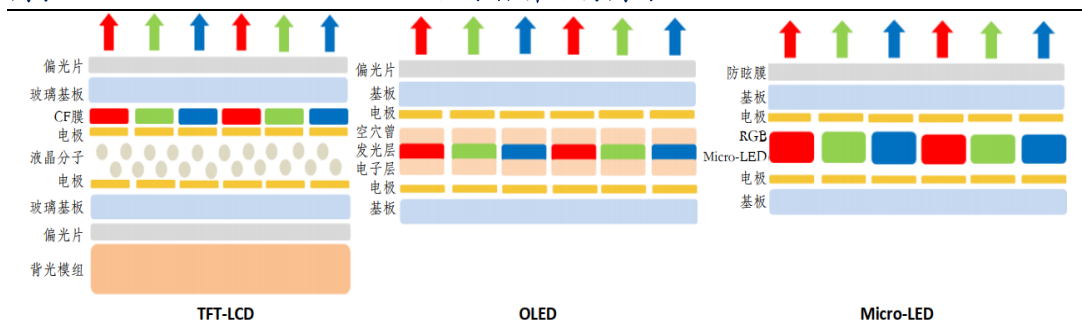 偏光片
玻璃基板
CF膜
电极
液晶分子
电极
玻璃基板
偏光片
背光模组
TFT-LCD
偏光片
基板
电极
空穴曾
发光层
电子层
电极
基板
OLED
防眩膜
基板
电极
RGB
Micro-LED
电极
基板
Micro-LED